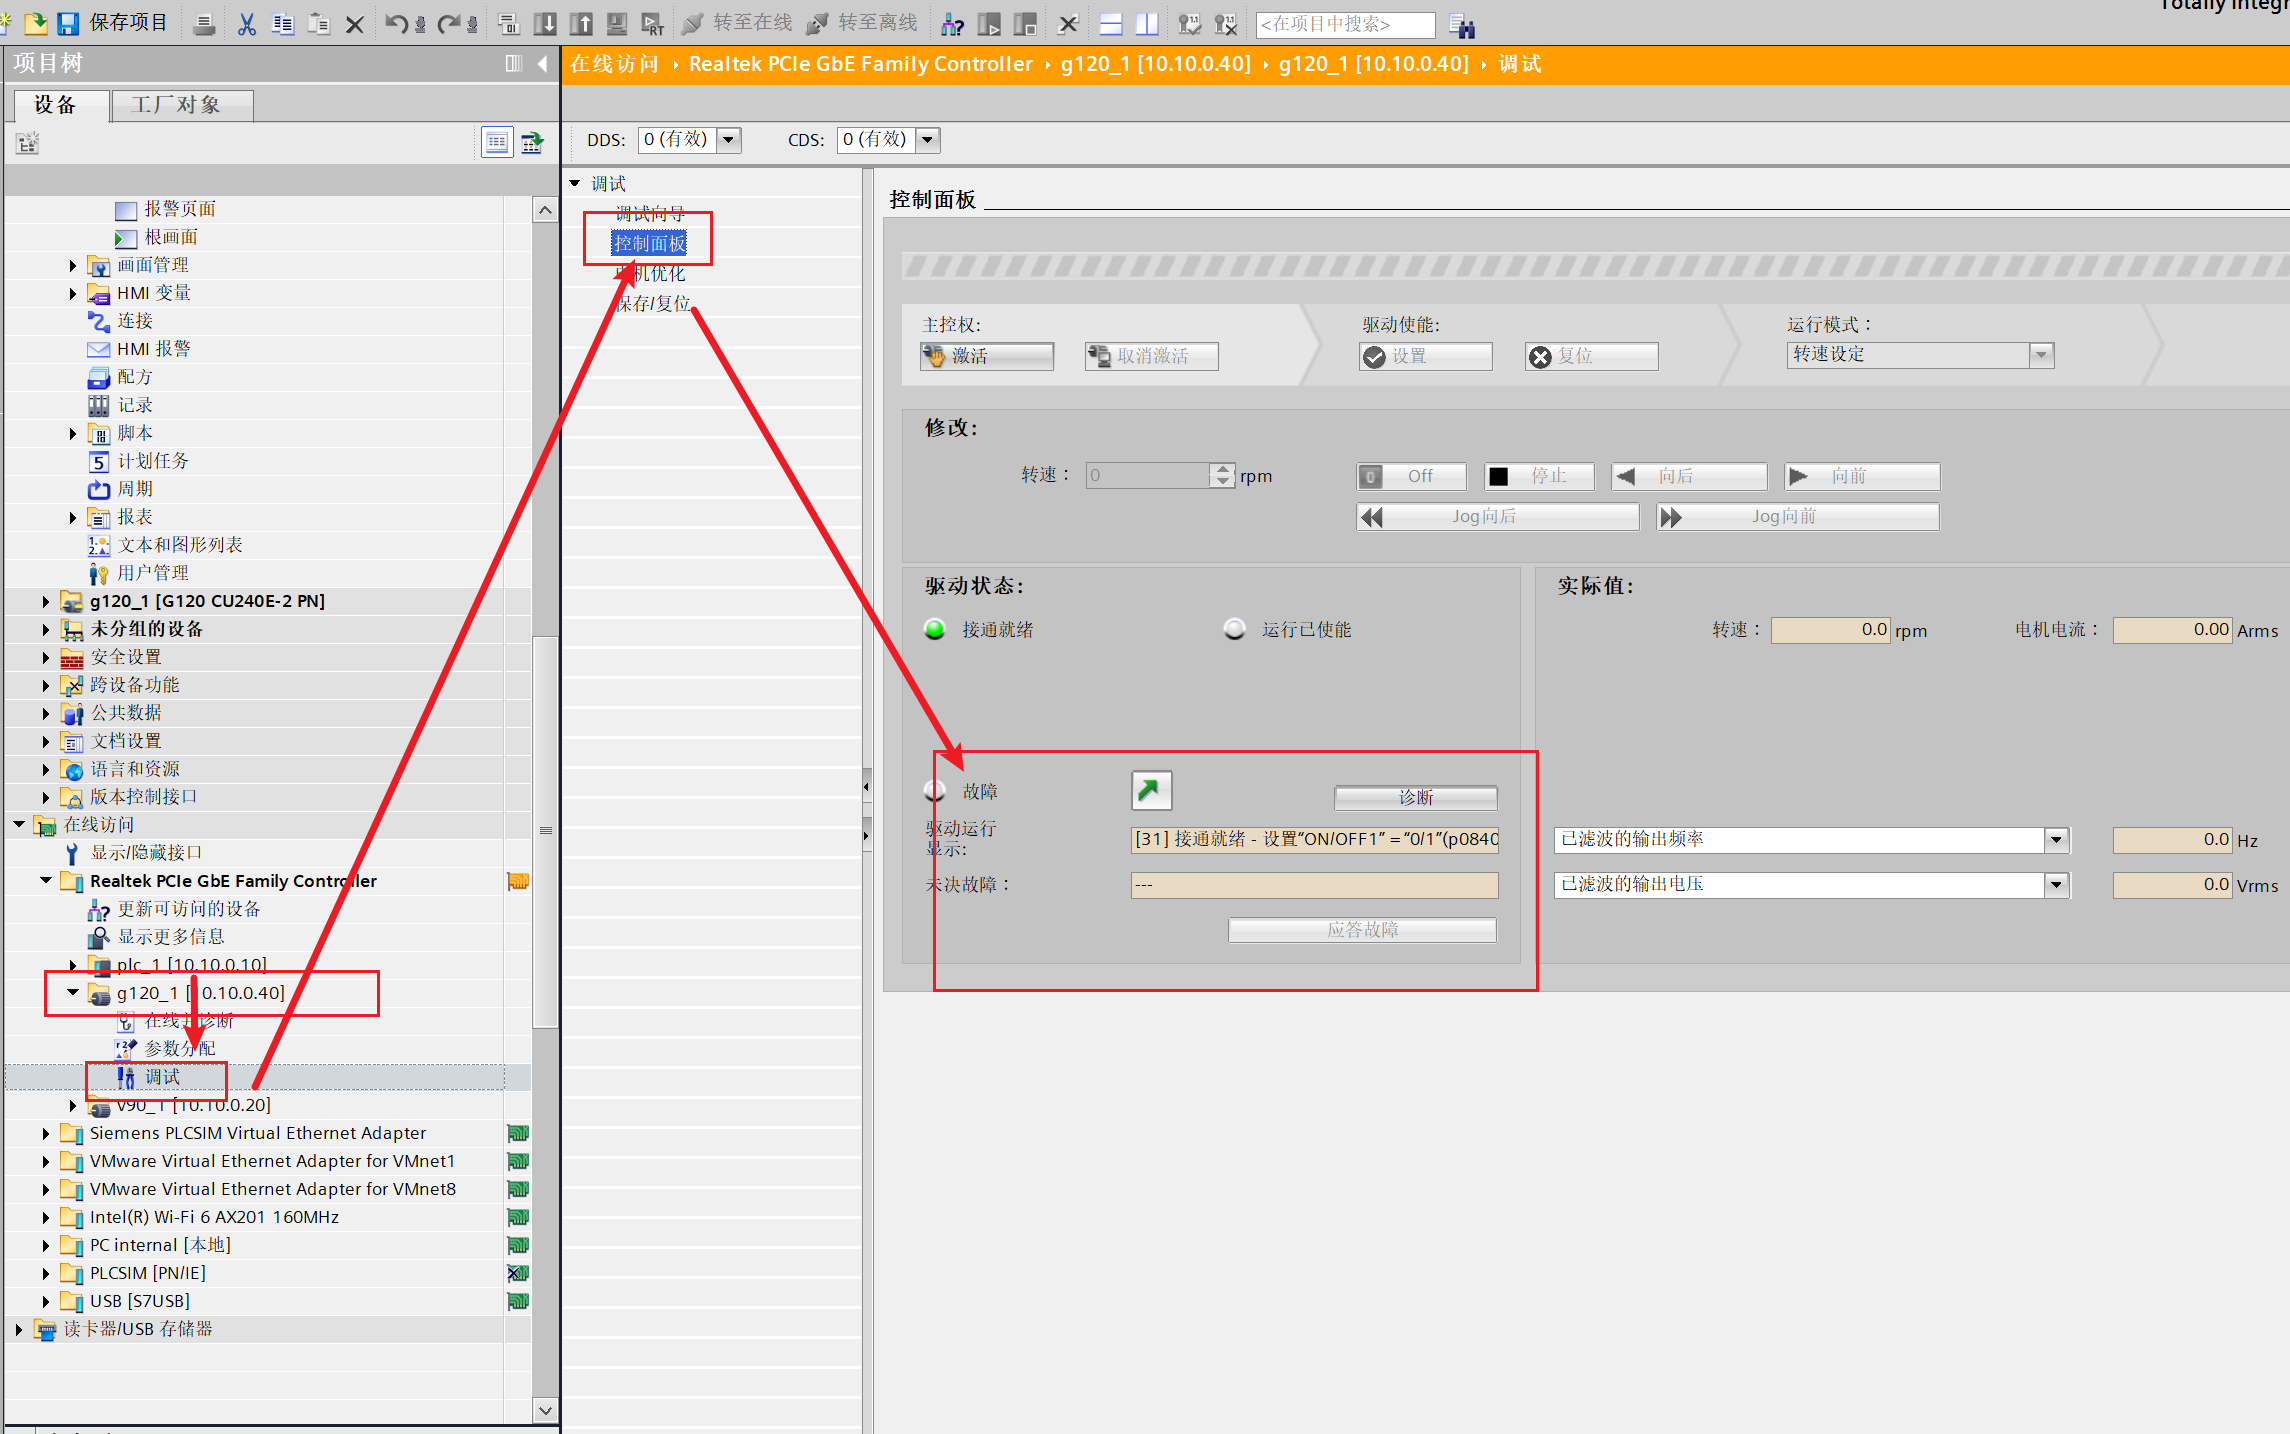 保存项目
转至在线
转至离线
<在项目中搜索>
Totally Integr
项目树
在线访问 › Realtek PCIe GbE Family Controller › g120_1 [10.10.0.40] › g120_1 [10.10.0.40] › 调试
设备
工厂对象
DDS: 0 (有效)
CDS: 0 (有效)
报警页面
根画面
画面管理
HMI 变量
连接
HMI 报警
配方
记录
脚本
计划任务
周期
报表
文本和图形列表
用户管理
g120_1 [G120 CU240E-2 PN]
未分组的设备
安全设置
跨设备功能
公共数据
文档设置
语言和资源
版本控制接口
在线访问
显示/隐藏接口
Realtek PCIe GbE Family Controller
更新可访问的设备
显示更多信息
plc_1 [10.10.0.10]
g120_1 [10.10.0.40]
在线并诊断
参数分配
调试
v90_1 [10.10.0.20]
Siemens PLCSIM Virtual Ethernet Adapter
VMware Virtual Ethernet Adapter for VMnet1
VMware Virtual Ethernet Adapter for VMnet8
Intel(R) Wi-Fi 6 AX201 160MHz
PC internal [本地]
PLCSIM [PN/IE]
USB [S7USB]
读卡器/USB 存储器
调试
调试向导
控制面板
电机优化
保存/复位
控制面板
主控权:
激活
取消激活
驱动使能:
设置
复位
运行模式：
转速设定
修改:
转速：
0
rpm
Off
停止
向后
向前
Jog向后
Jog向前
驱动状态:
接通就绪
运行已使能
故障
诊断
驱动运行
显示:
[31] 接通就绪 - 设置“ON/OFF1” =“0/1”(p0840
未决故障：
---
应答故障
实际值:
转速：
0.0 rpm
电机电流：
0.00 Arms
已滤波的输出频率
0.0 Hz
已滤波的输出电压
0.0 Vrms